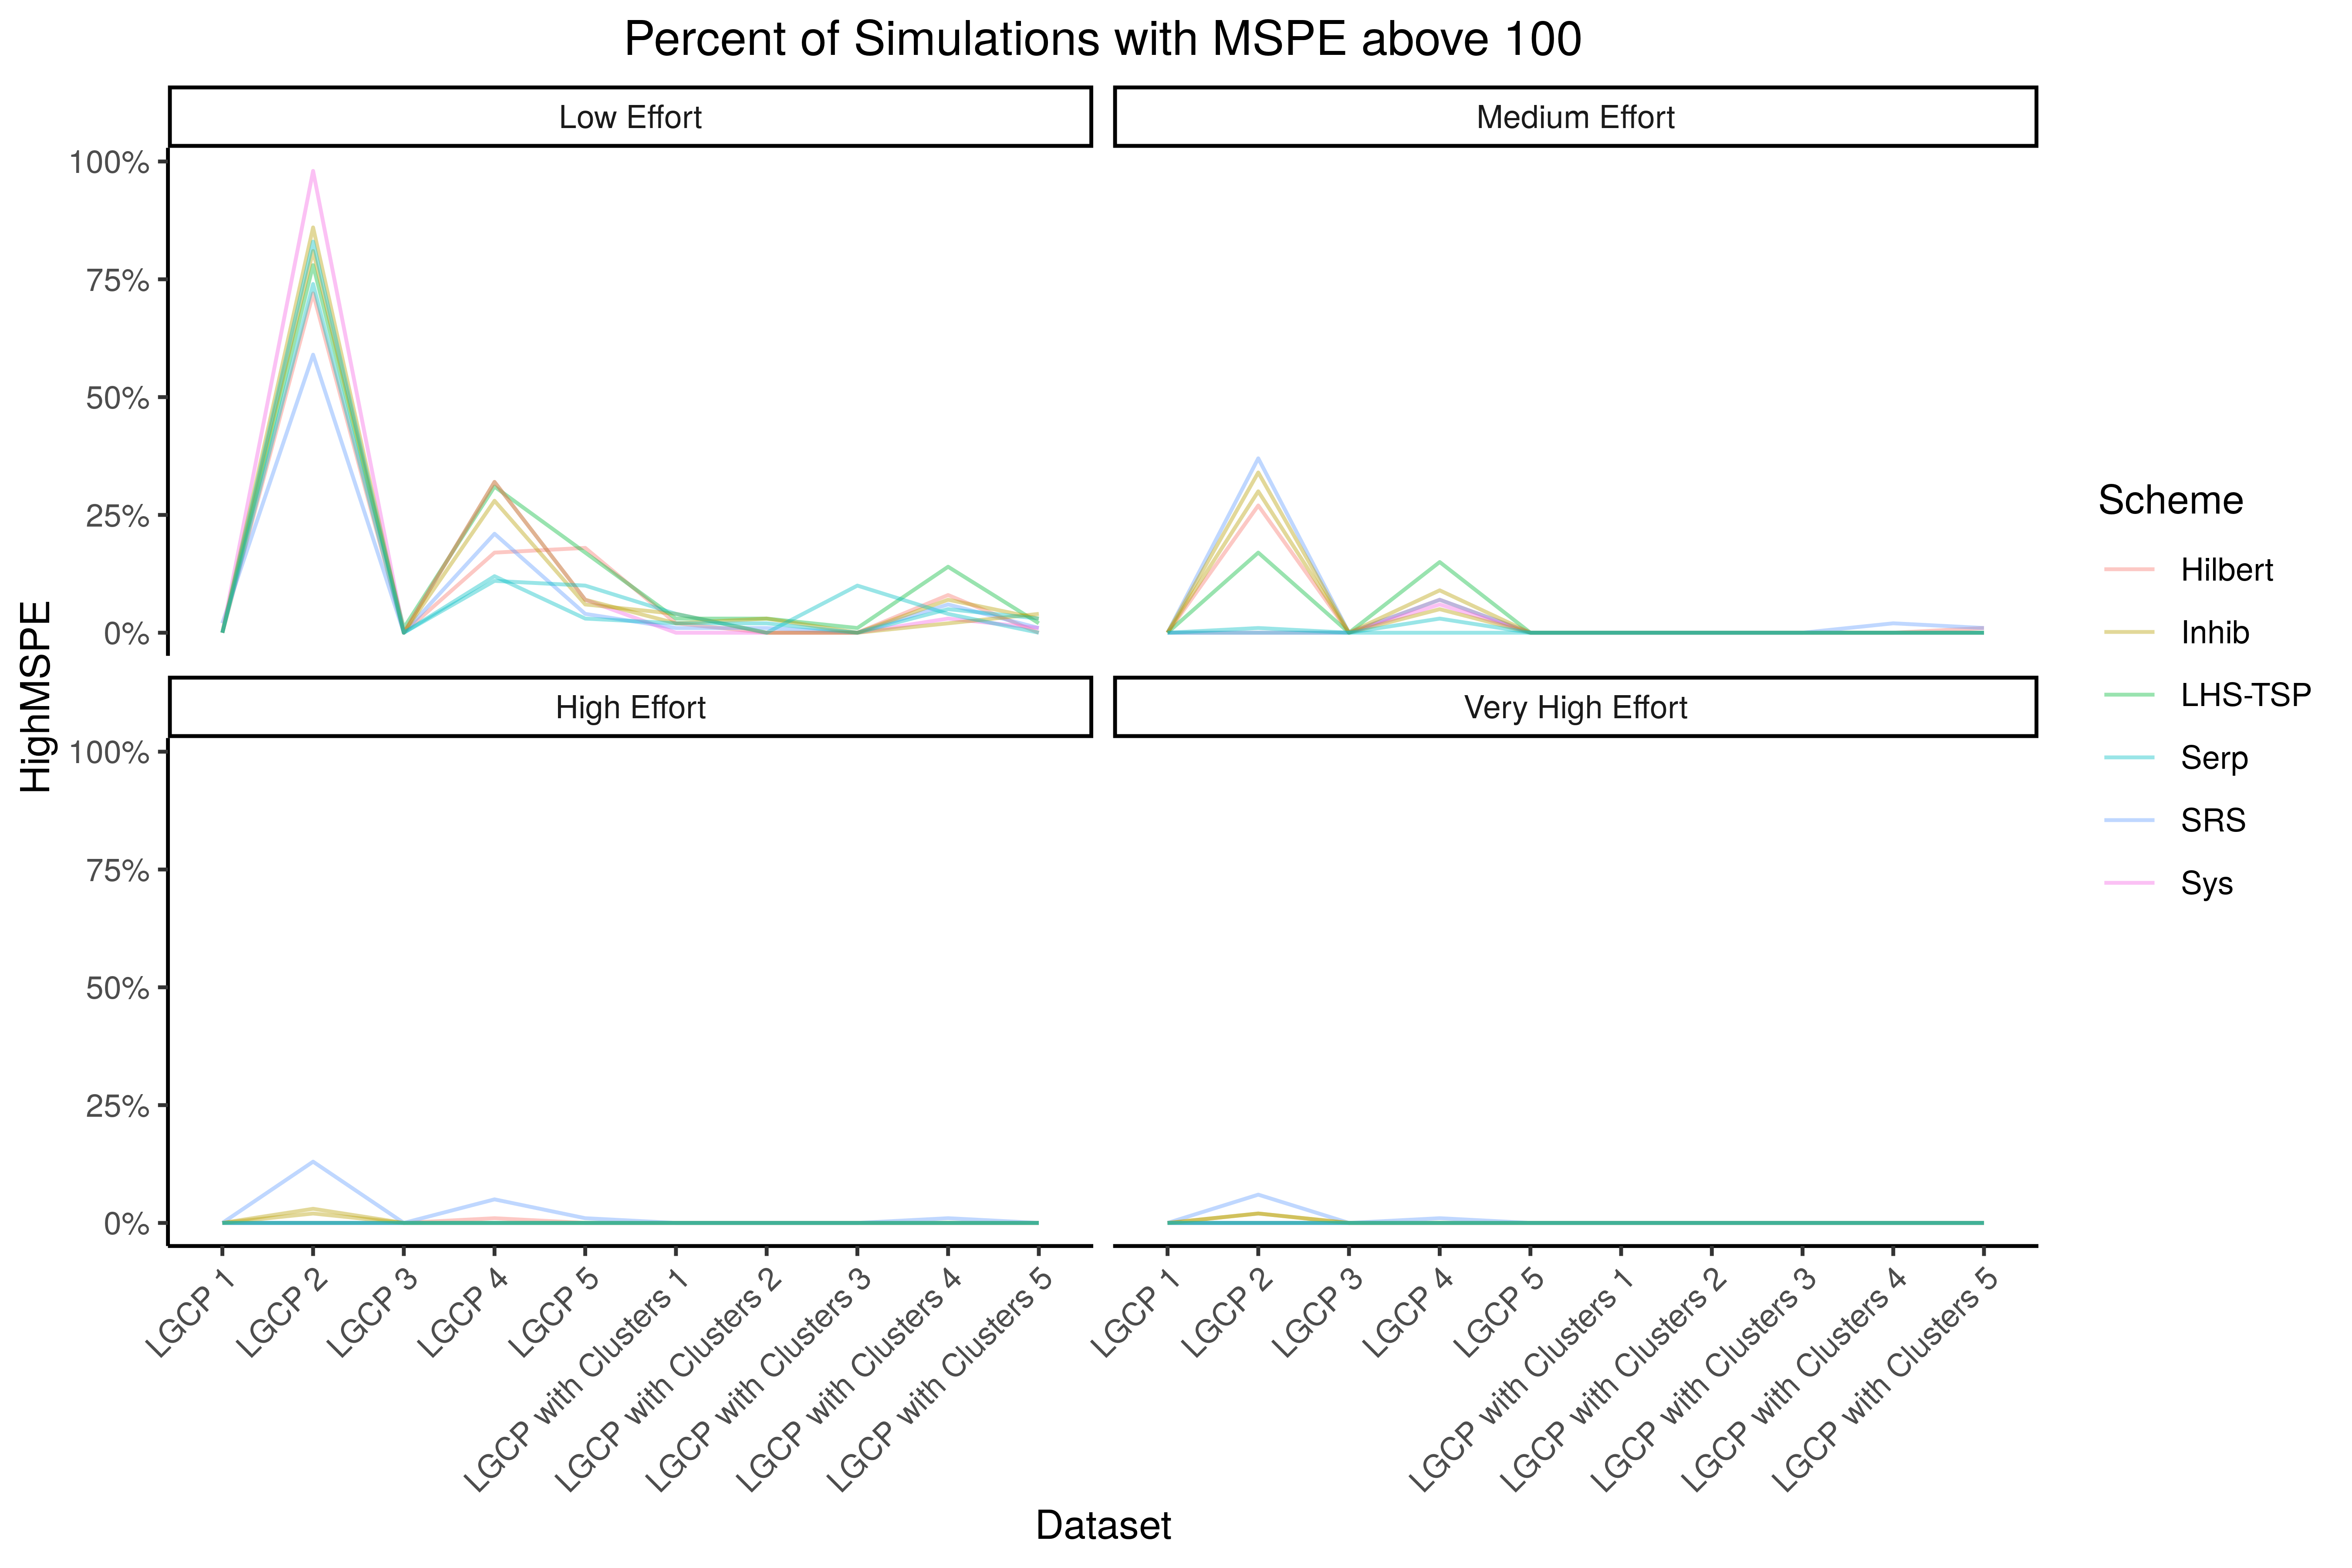 Percent of Simulations with MSPE above 100
Low Effort
Medium Effort
100%
75%
50%
25%
0%
High Effort
Very High Effort
100%
75%
50%
25%
0%
HighMSPE
LGCP 1
LGCP 2
LGCP 3
LGCP 4
LGCP 5
LGCP with Clusters 1
LGCP with Clusters 2
LGCP with Clusters 3
LGCP with Clusters 4
LGCP with Clusters 5
LGCP 1
LGCP 2
LGCP 3
LGCP 4
LGCP 5
LGCP with Clusters 1
LGCP with Clusters 2
LGCP with Clusters 3
LGCP with Clusters 4
LGCP with Clusters 5
Dataset
Scheme
Hilbert
Inhib
LHS-TSP
Serp
SRS
Sys